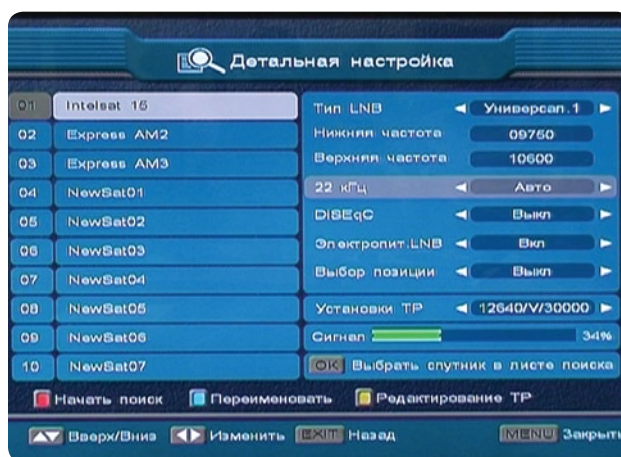 Детальная настройка
01 Intelsat 15
02 Express AM2
03 Express AM3
04 NewSat01
05 NewSat02
06 NewSat03
07 NewSat04
08 NewSat05
09 NewSat06
10 NewSat07
Тип LNB Универсал.1
Нижняя частота 09750
Верхняя частота 10600
22 кГц Авто
DiSEqC Выкл
Электропит.LNB Вкл
Выбор позиции Выкл
Установки TP 12640/V/30000
Сигнал 34%
OK Выбрать спутник в листе поиска
Начать поиск Переименовать Редактирование TP
Вверх/Вниз Изменить EXIT Назад MENU Закрыть